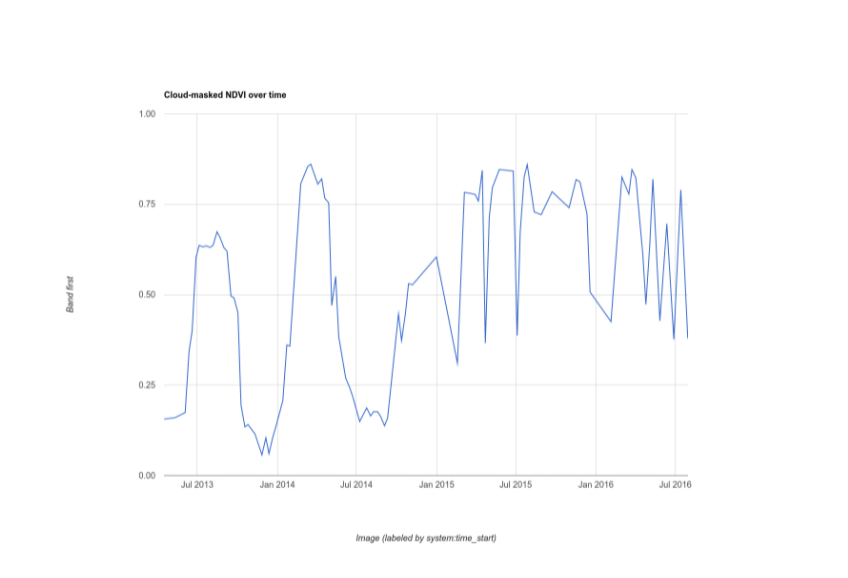 Cloud-masked NDVI over time
1.00
0.75
0.50
0.25
0.00
Band first
Jul 2013 Jan 2014 Jul 2014 Jan 2015 Jul 2015 Jan 2016 Jul 2016
Image (labeled by system:time_start)